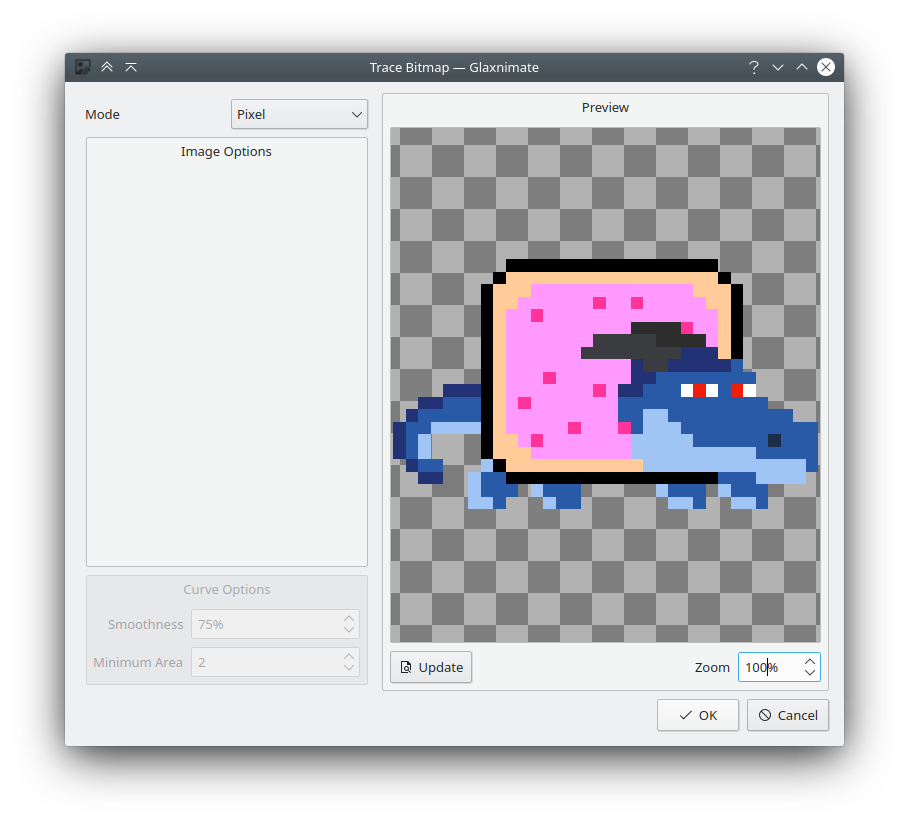 Trace Bitmap — Glaxnimate
Mode
Pixel
Image Options
Curve Options
Smoothness
75%
Minimum Area
2
Preview
Update
Zoom
100%
OK
Cancel